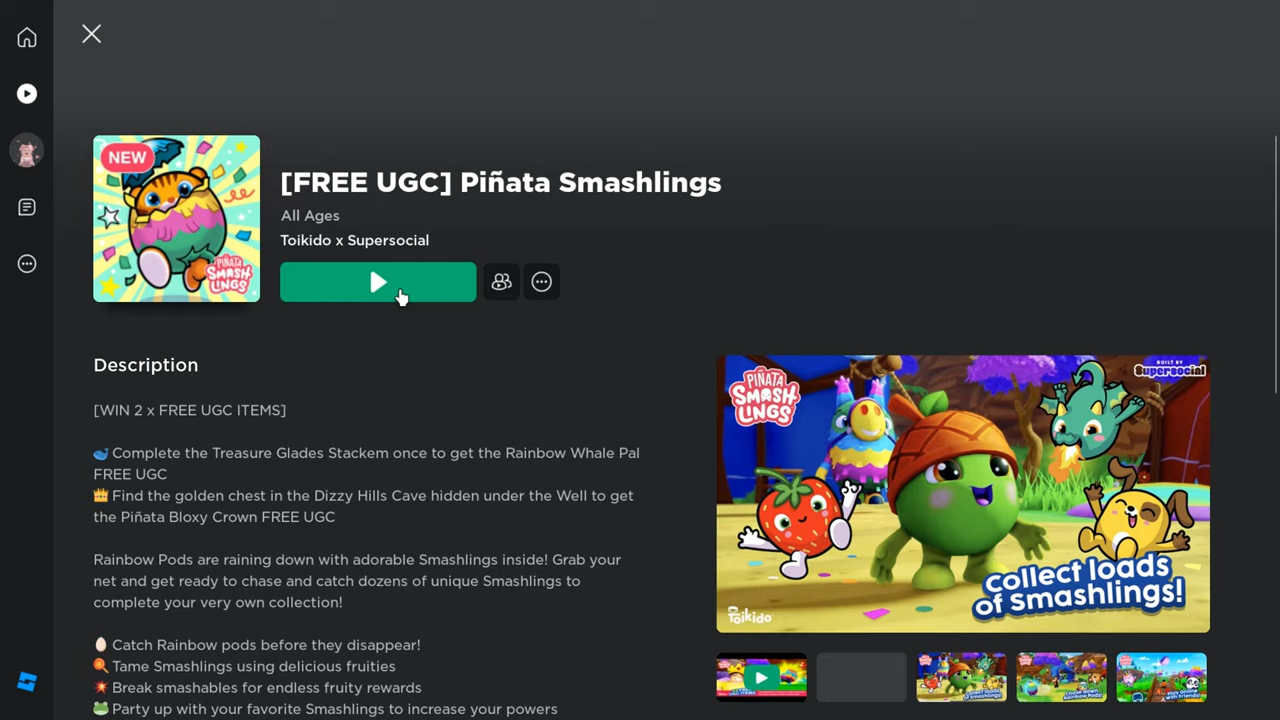 NEW
PIÑATA
SMASH
LINGS
[FREE UGC] Piñata Smashlings
All Ages
Toikido x Supersocial
Description
[WIN 2 x FREE UGC ITEMS]
🐳 Complete the Treasure Glades Stackem once to get the Rainbow Whale Pal
FREE UGC
👑 Find the golden chest in the Dizzy Hills Cave hidden under the Well to get
the Piñata Bloxy Crown FREE UGC
Rainbow Pods are raining down with adorable Smashlings inside! Grab your
net and get ready to chase and catch dozens of unique Smashlings to
complete your very own collection!
🥚 Catch Rainbow pods before they disappear!
🍭 Tame Smashlings using delicious fruities
💥 Break smashables for endless fruity rewards
🐸 Party up with your favorite Smashlings to increase your powers
PIÑATA
SMASH
LINGS
BUILT BY
Supersocial
collect loads
of Smashlings!
Toikido